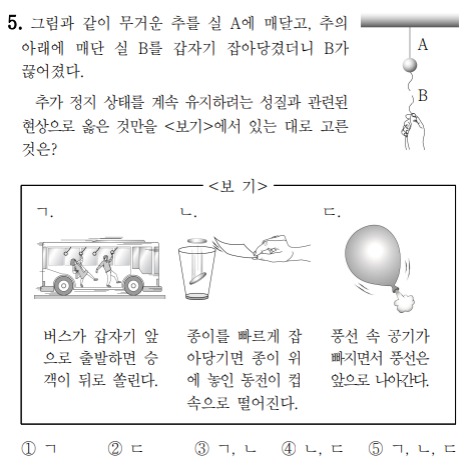 5. 그림과 같이 무거운 추를 실 A에 매달고, 추의
아래에 매단 실 B를 갑자기 잡아당겼더니 B가
끊어졌다.
추가 정지 상태를 계속 유지하려는 성질과 관련된
현상으로 옳은 것만을 <보기>에서 있는 대로 고른
것은?
A
B
<보 기>
ㄱ.
ㄴ.
ㄷ.
버스가 갑자기 앞
으로 출발하면 승
객이 뒤로 쏠린다.
종이를 빠르게 잡
아당기면 종이 위
에 놓인 동전이 컵
속으로 떨어진다.
풍선 속 공기가
빠지면서 풍선은
앞으로 나아간다.
① ㄱ ② ㄷ ③ ㄱ, ㄴ ④ ㄴ, ㄷ ⑤ ㄱ, ㄴ, ㄷ